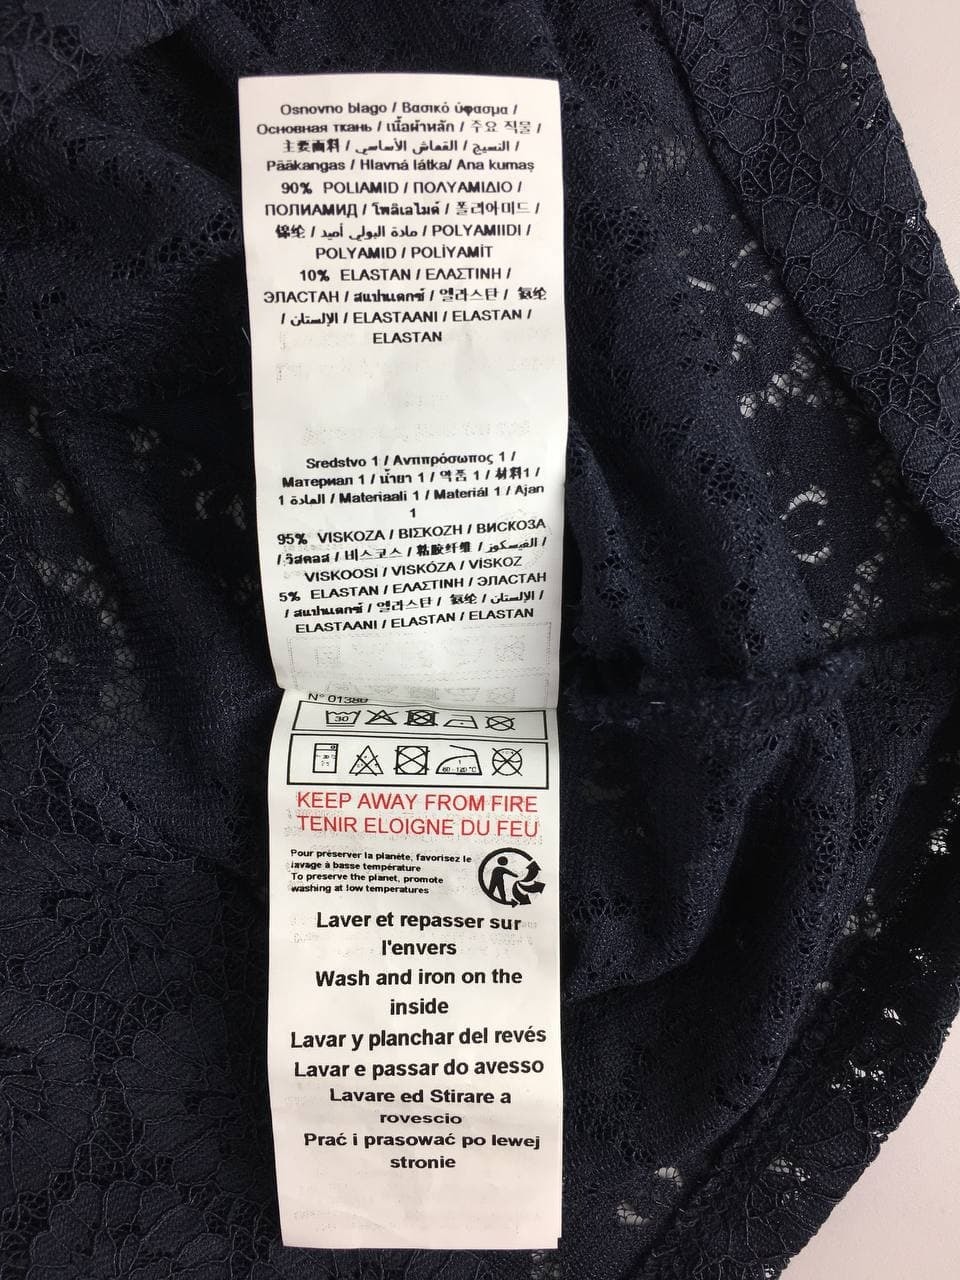 Osnovno blago / Βασικό ύφασμα /
Основная ткань / เนื้อผ้าหลัก / 주요 직물 /
主要面料 / النسيج / القماش الأساسي /
Pääkangas / Hlavná látka/ Ana kumaş
90% POLIAMID / ΠΟΛΥΑΜΙΔΙΟ /
ПОЛИАМИД / โพลีเอไมด์ / 폴리아미드 /
锦纶 / مادة البولي أميد / POLYAMIIDI /
POLYAMID / POLİYAMİT
10% ELASTAN / ΕΛΑΣΤΙΝΗ /
ЭЛАСТАН / สแปนเดกซ์ / 엘라스탄 / 氨纶
/ الإلستان / ELASTAANI / ELASTAN /
ELASTAN
Sredstvo 1 / Αντιπρόσωπος 1 /
Материал 1 / น้ำยา 1 / 약품 1 / 材料1 /
المادة 1 / Materiaali 1 / Materiál 1 / Ajan
1
95% VISKOZA / ΒΙΣΚΟΖΗ / ВИСКОЗА
/ วิสคอส / 비스코스 / 粘胶纤维 / الفيسكوز /
VISKOOSI / VISKÓZA / VİSKOZ
5% ELASTAN / ΕΛΑΣΤΙΝΗ / ЭЛАСТАН
/ สแปนเดกซ์ / 엘라스탄 / 氨纶 / الإلستان /
ELASTAANI / ELASTAN / ELASTAN
N° 01380
30
60-120°C
KEEP AWAY FROM FIRE
TENIR ELOIGNE DU FEU
Pour préserver la planète, favorisez le
lavage à basse température
To preserve the planet, promote
washing at low temperatures
Laver et repasser sur
l'envers
Wash and iron on the
inside
Lavar y planchar del revés
Lavar e passar do avesso
Lavare ed Stirare a
rovescio
Prać i prasować po lewej
stronie